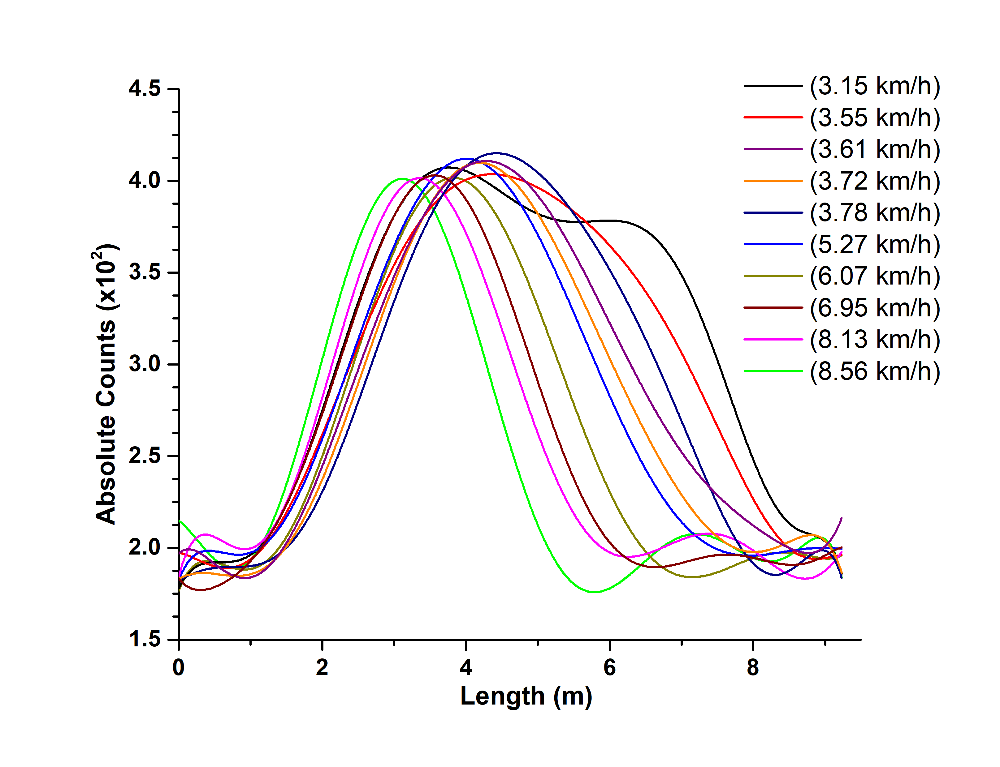 4.5
4.0
3.5
3.0
2.5
2.0
1.5
0
2
4
6
8
Length (m)
Absolute Counts (x10²)
(3.15 km/h)
(3.55 km/h)
(3.61 km/h)
(3.72 km/h)
(3.78 km/h)
(5.27 km/h)
(6.07 km/h)
(6.95 km/h)
(8.13 km/h)
(8.56 km/h)